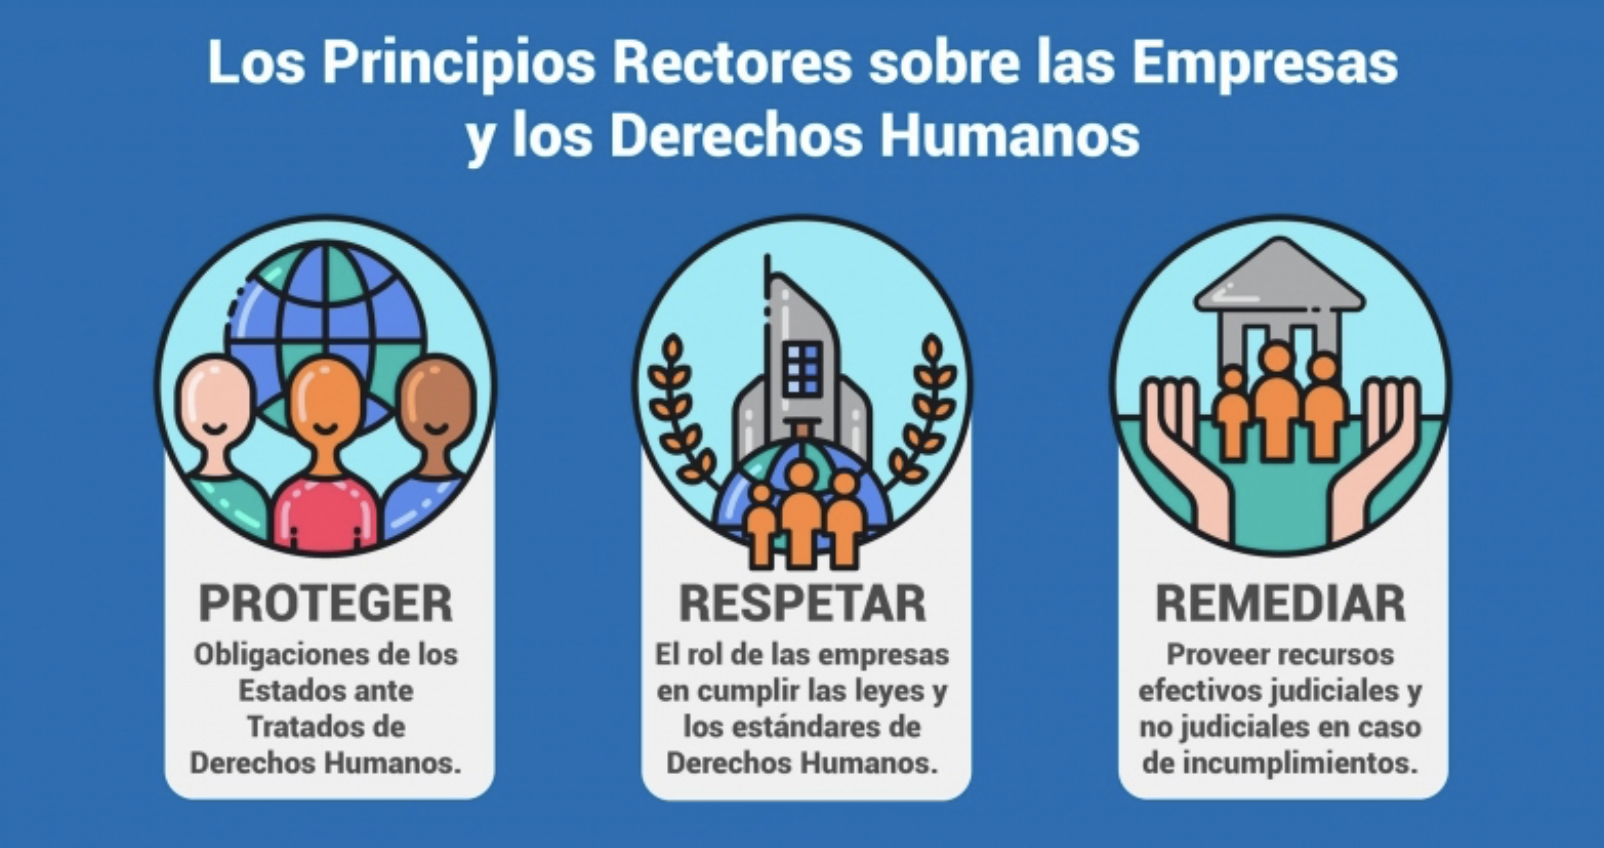 Los Principios Rectores sobre las Empresas
y los Derechos Humanos
PROTEGER
Obligaciones de los
Estados ante
Tratados de
Derechos Humanos.
RESPETAR
El rol de las empresas
en cumplir las leyes y
los estándares de
Derechos Humanos.
REMEDIAR
Proveer recursos
efectivos judiciales y
no judiciales en caso
de incumplimientos.